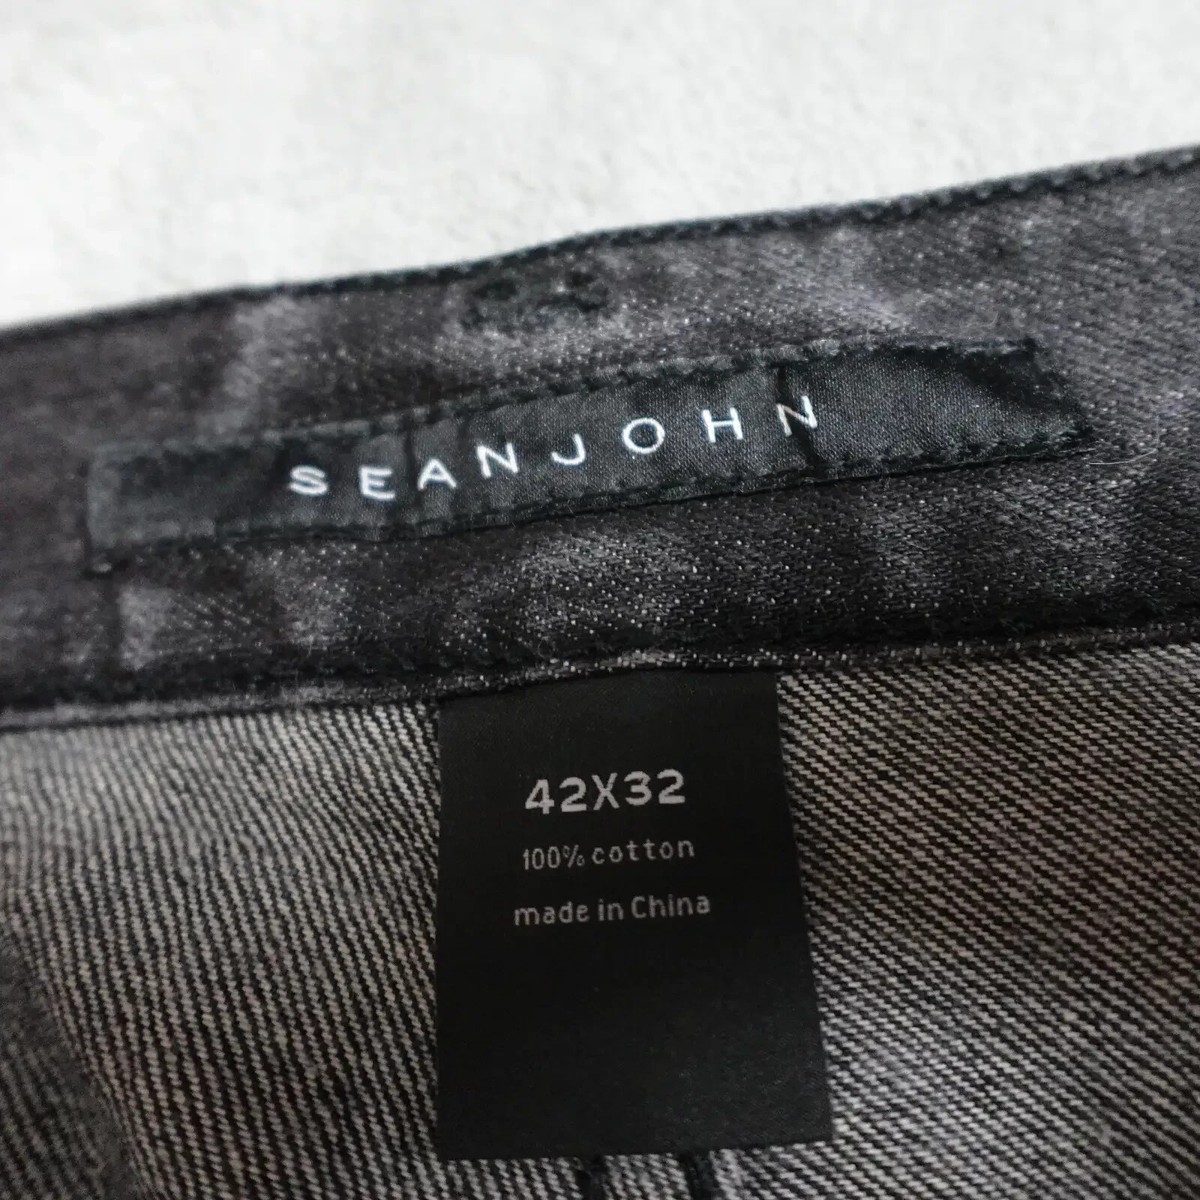 SEANJOHN
42X32
100% cotton
made in China